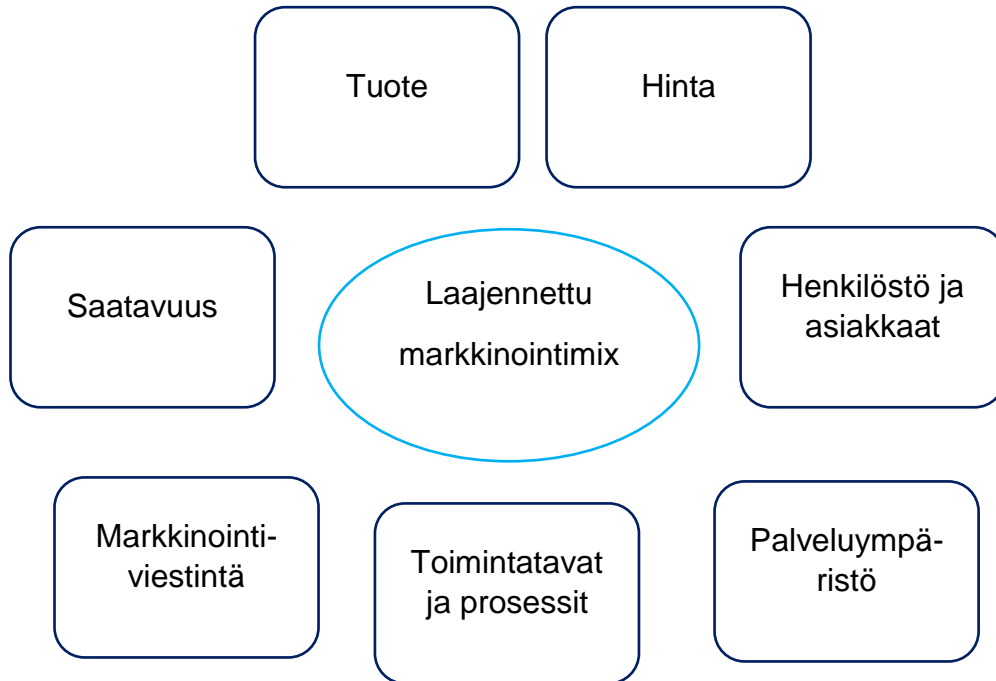 Tuote
Hinta
Saatavuus
Laajennettu
markkinointimix
Henkilöstö ja
asiakkaat
Markkinointi-
viestintä
Toimintatavat
ja prosessit
Palveluympä-
ristö